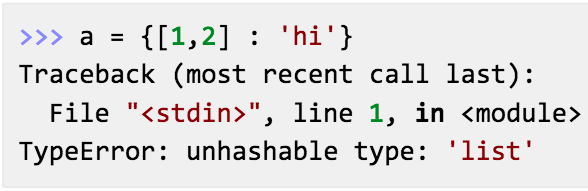 >>> a = {[1,2] : 'hi'}
Traceback (most recent call last):
  File "<stdin>", line 1, in <module>
TypeError: unhashable type: 'list'